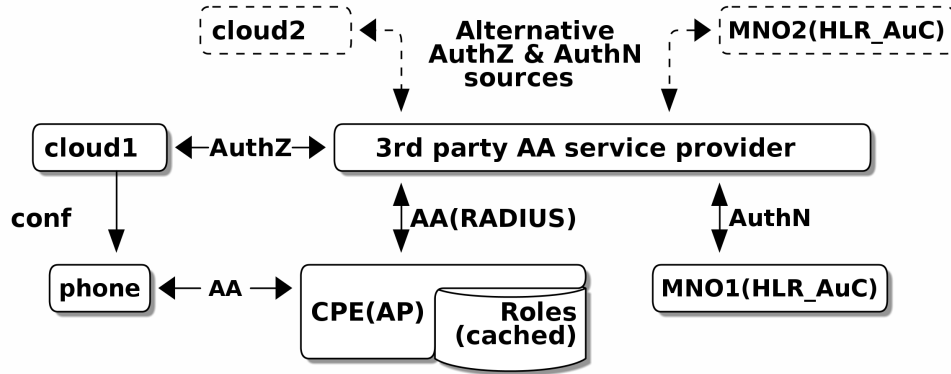 cloud2
Alternative
AuthZ & AuthN
sources
MNO2(HLR_AuC)
cloud1
AuthZ
3rd party AA service provider
conf
AA(RADIUS)
AuthN
phone
AA
CPE(AP)
Roles
(cached)
MNO1(HLR_AuC)